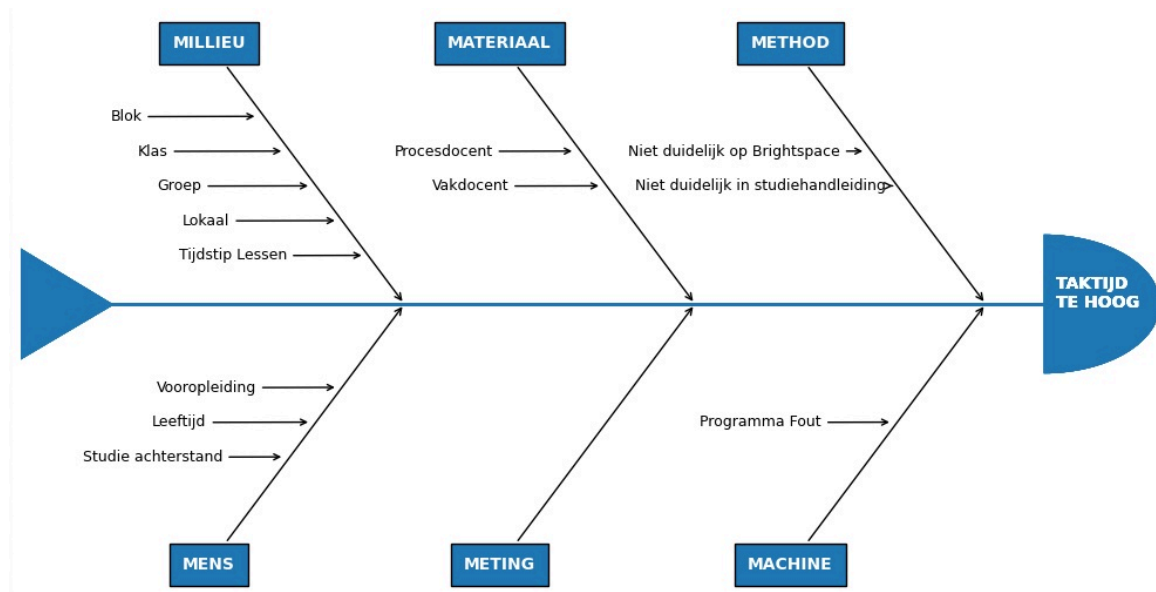 MILLIEU
MATERIAAL
METHOD
Blok
Klas
Groep
Lokaal
Tijdstip Lessen
Procesdocent
Vakdocent
Niet duidelijk op Brightspace
Niet duidelijk in studiehandleiding
TAKTIJD
TE HOOG
Vooropleiding
Leeftijd
Studie achterstand
Programma Fout
MENS
METING
MACHINE